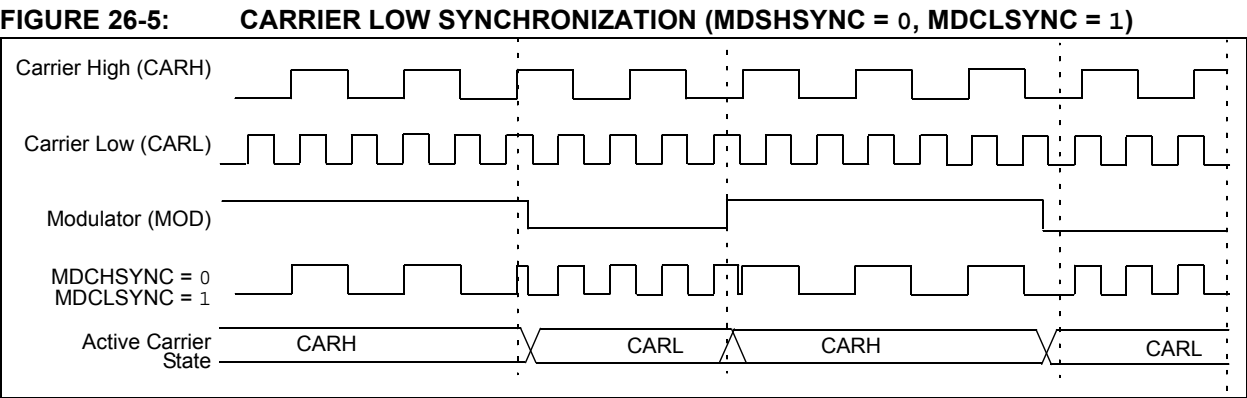 FIGURE 26-5: CARRIER LOW SYNCHRONIZATION (MDSHSYNC = 0, MDCLSYNC = 1)
Carrier High (CARH)
Carrier Low (CARL)
Modulator (MOD)
MDCHSYNC = 0
MDCLSYNC = 1
Active Carrier
State
CARH
CARL
CARH
CARL